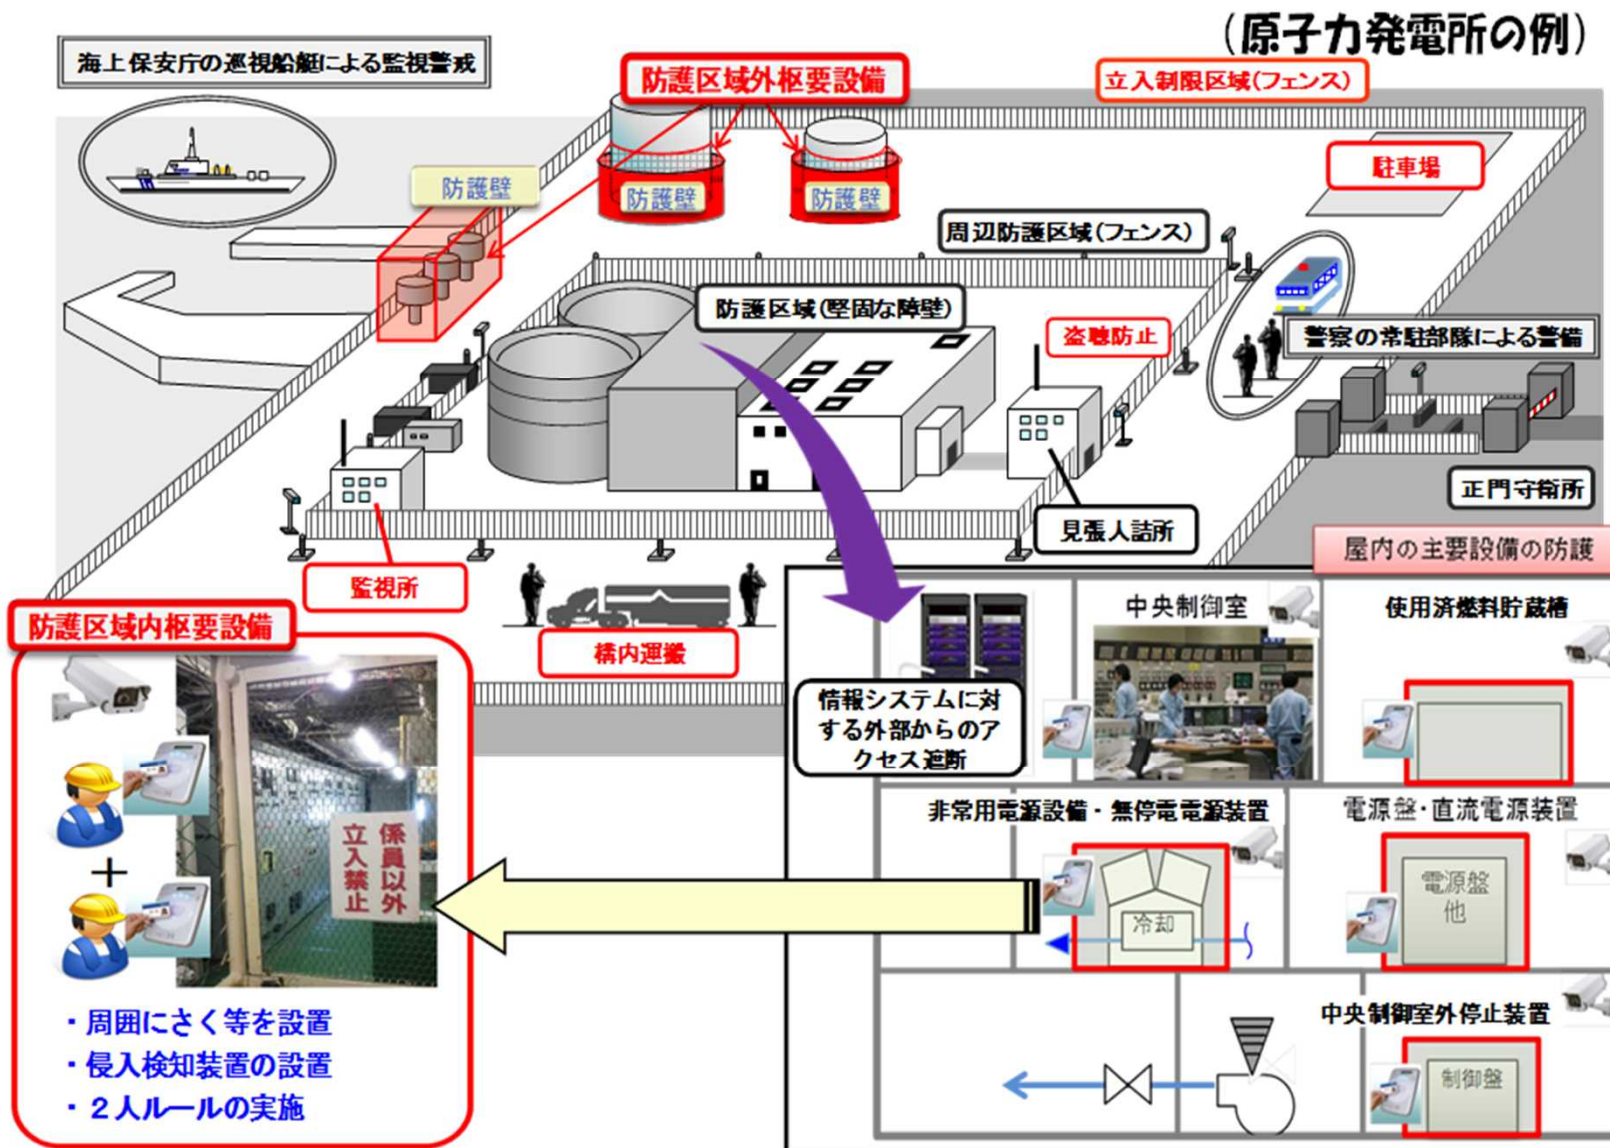 (原子力発電所の例)
海上保安庁の巡視船艇による監視警戒
防護区域外枢要設備
立入制限区域(フェンス)
駐車場
防護壁
防護壁
防護壁
周辺防護区域(フェンス)
防護区域(堅固な障壁)
盗聴防止
警察の常駐部隊による警備
正門守衛所
見張人詰所
監視所
構内運搬
屋内の主要設備の防護
中央制御室
使用済燃料貯蔵槽
情報システムに対
する外部からのア
クセス遮断
非常用電源設備・無停電電源装置
冷却
電源盤・直流電源装置
電源盤
他
中央制御室外停止装置
制御盤
防護区域内枢要設備
係員以外
立入禁止
・周囲にさく等を設置
・侵入検知装置の設置
・２人ルールの実施